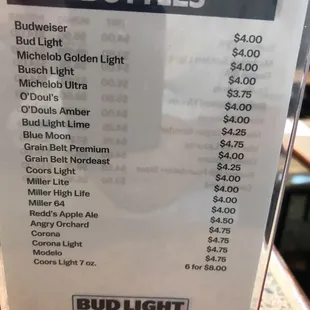 BOTTLES
Budweiser $4.00
Bud Light $4.00
Michelob Golden Light $4.00
Busch Light $4.00
Michelob Ultra $3.75
O'Doul's $4.00
O'Douls Amber $4.00
Bud Light Lime $4.25
Blue Moon $4.75
Grain Belt Premium $4.00
Grain Belt Nordeast $4.25
Coors Light $4.00
Miller Lite $4.00
Miller High Life $4.00
Miller 64 $4.00
Redd's Apple Ale $4.50
Angry Orchard $4.75
Corona $4.75
Corona Light $4.75
Modelo $4.75
Coors Light 7 oz. 6 for $8.00
BUD LIGHT